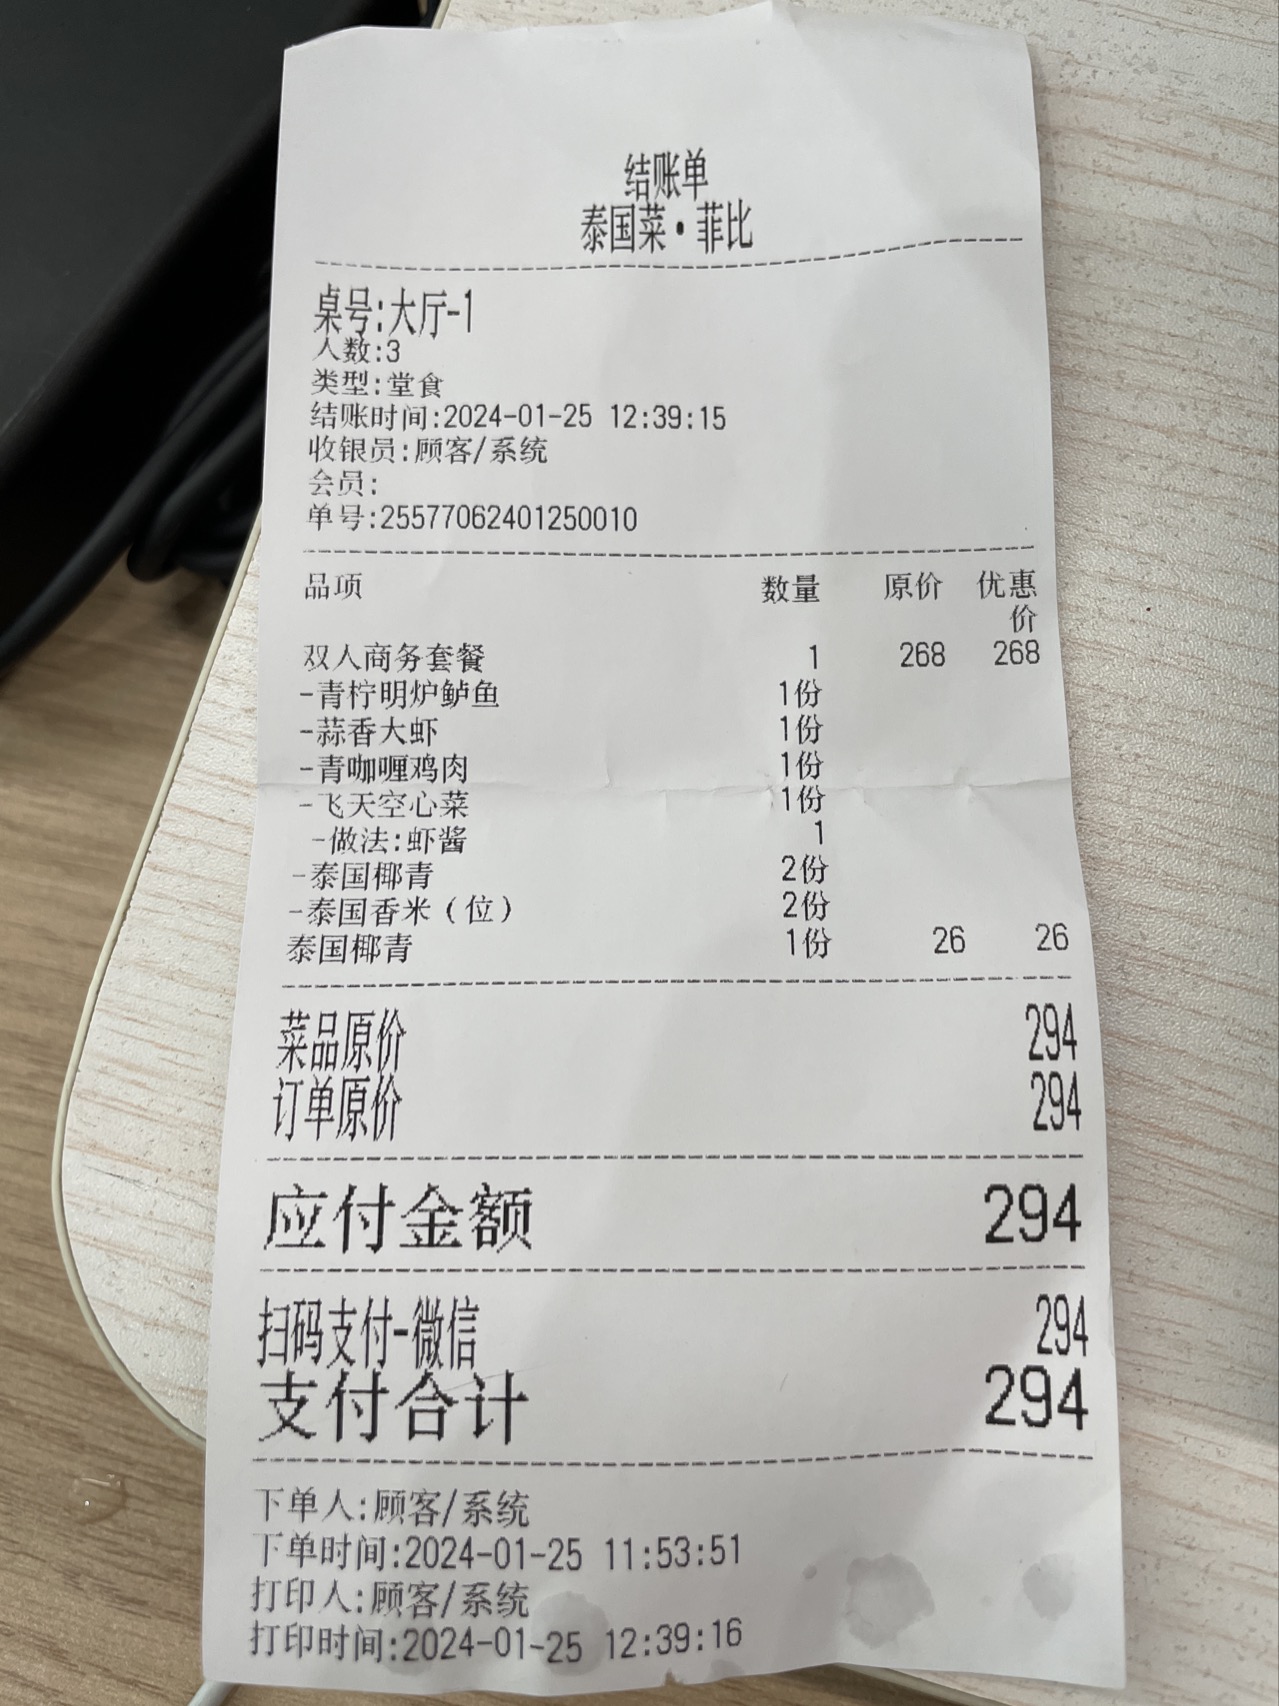 结账单
泰国菜·菲比
桌号:大厅-1
人数:3
类型:堂食
结账时间:2024-01-25 12:39:15
收银员:顾客/系统
会员:
单号:25577062401250010
品项 数量 原价 优惠
价
双人商务套餐 1 268 268
-青柠明炉鲈鱼 1份
-蒜香大虾 1份
-青咖喱鸡肉 1份
-飞天空心菜 1份
-做法:虾酱 1
-泰国椰青 2份
-泰国香米(位) 2份
泰国椰青 1份 26 26
菜品原价 294
订单原价 294
应付金额 294
扫码支付-微信 294
支付合计 294
下单人:顾客/系统
下单时间:2024-01-25 11:53:51
打印人:顾客/系统
打印时间:2024-01-25 12:39:16